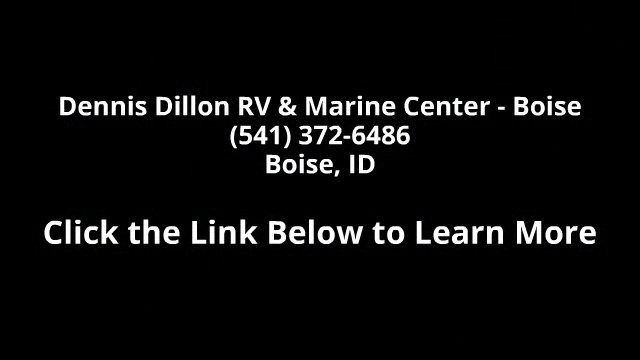 Dennis Dillon RV & Marine Center - Boise
(541) 372-6486
Boise, ID
Click the Link Below to Learn More